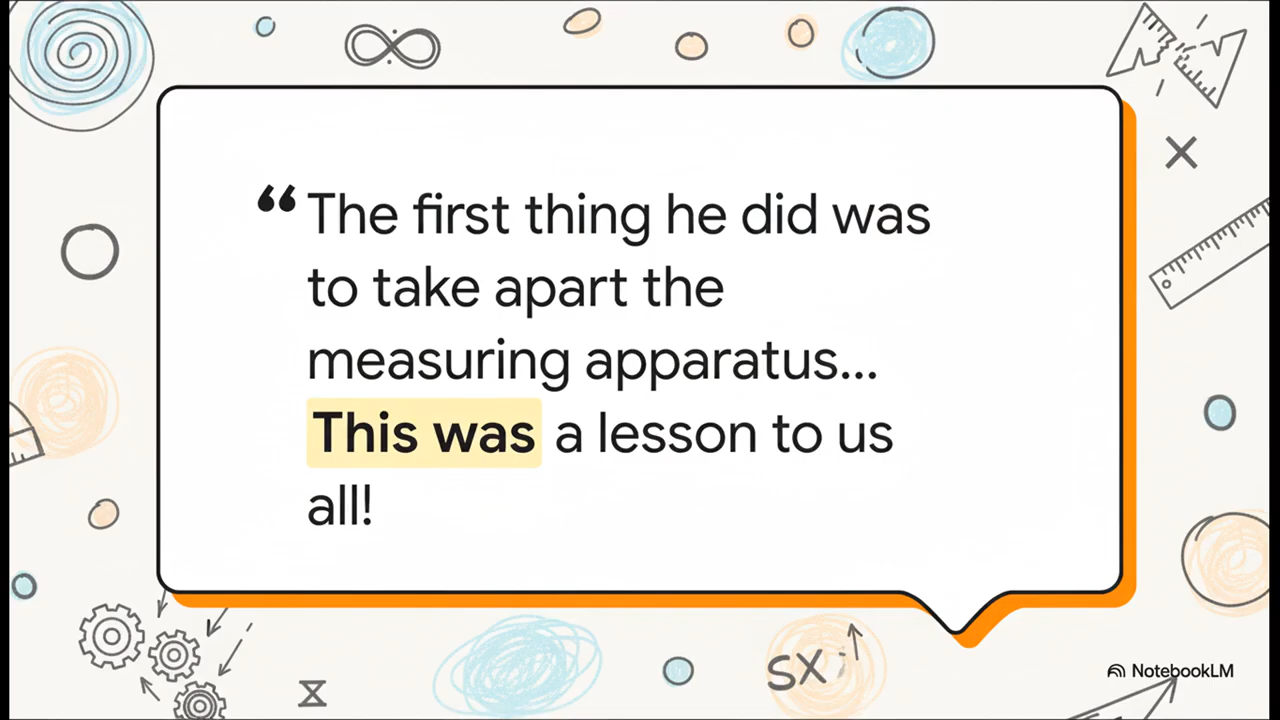 “The first thing he did was
to take apart the
measuring apparatus...
This was a lesson to us
all!
sx
NotebookLM